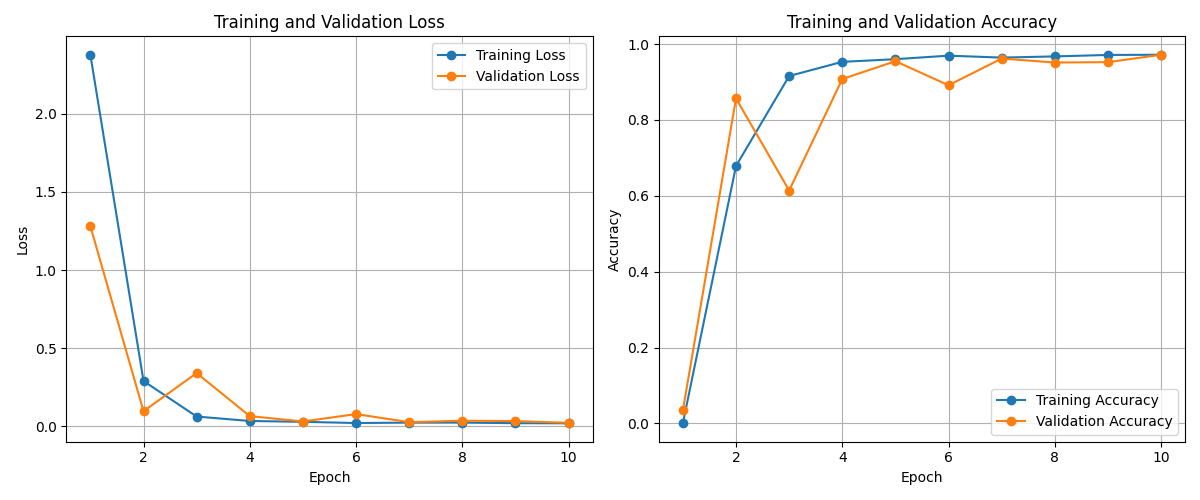 Training and Validation Loss
Training Loss
Validation Loss
2.0
1.5
1.0
0.5
0.0
Loss
2 4 6 8 10
Epoch
Training and Validation Accuracy
1.0
0.8
0.6
0.4
0.2
0.0
Accuracy
Training Accuracy
Validation Accuracy
2 4 6 8 10
Epoch